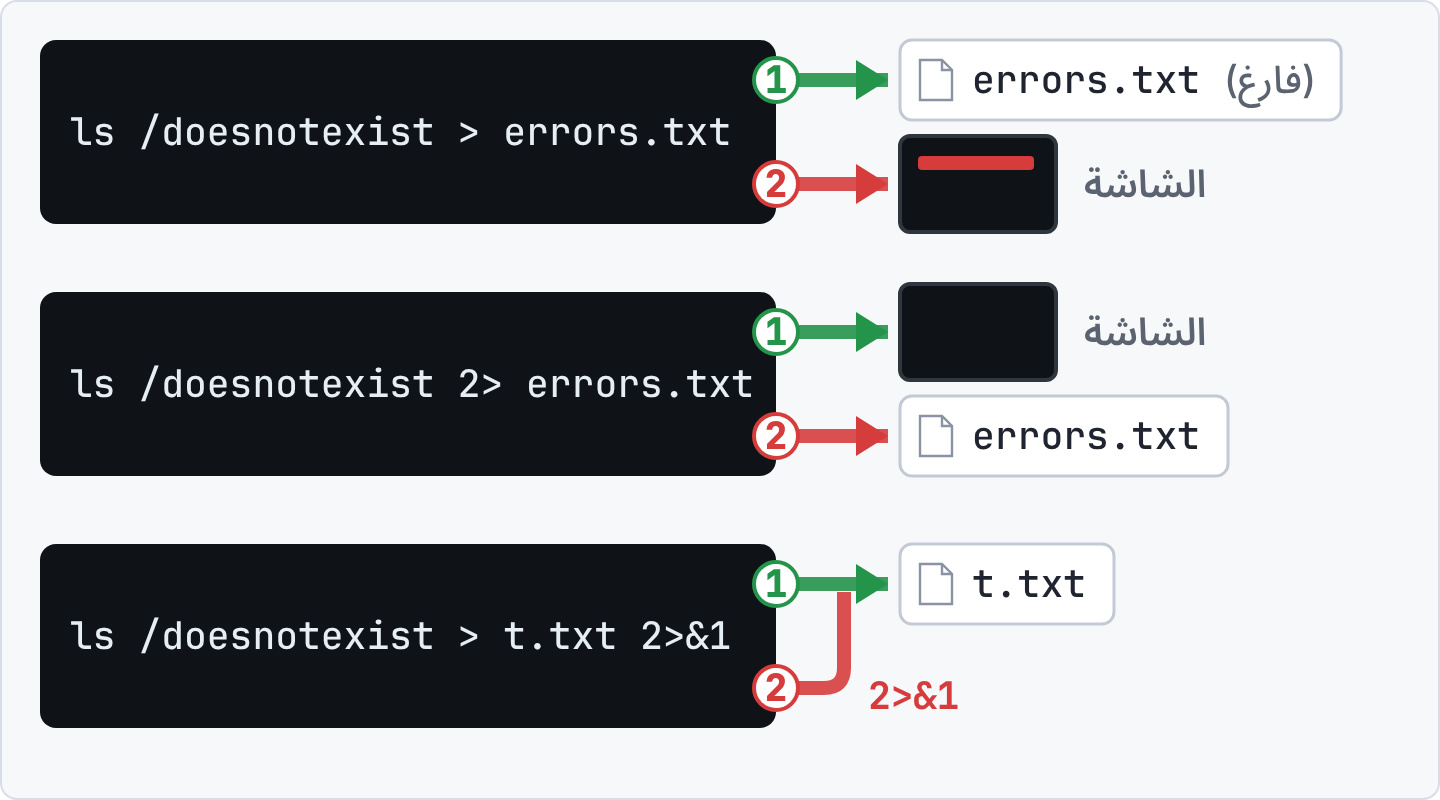 ls /doesnotexist > errors.txt
1
errors.txt (فارغ)
2
الشاشة
ls /doesnotexist 2> errors.txt
1
الشاشة
2
errors.txt
ls /doesnotexist > t.txt 2>&1
1
t.txt
2
2>&1